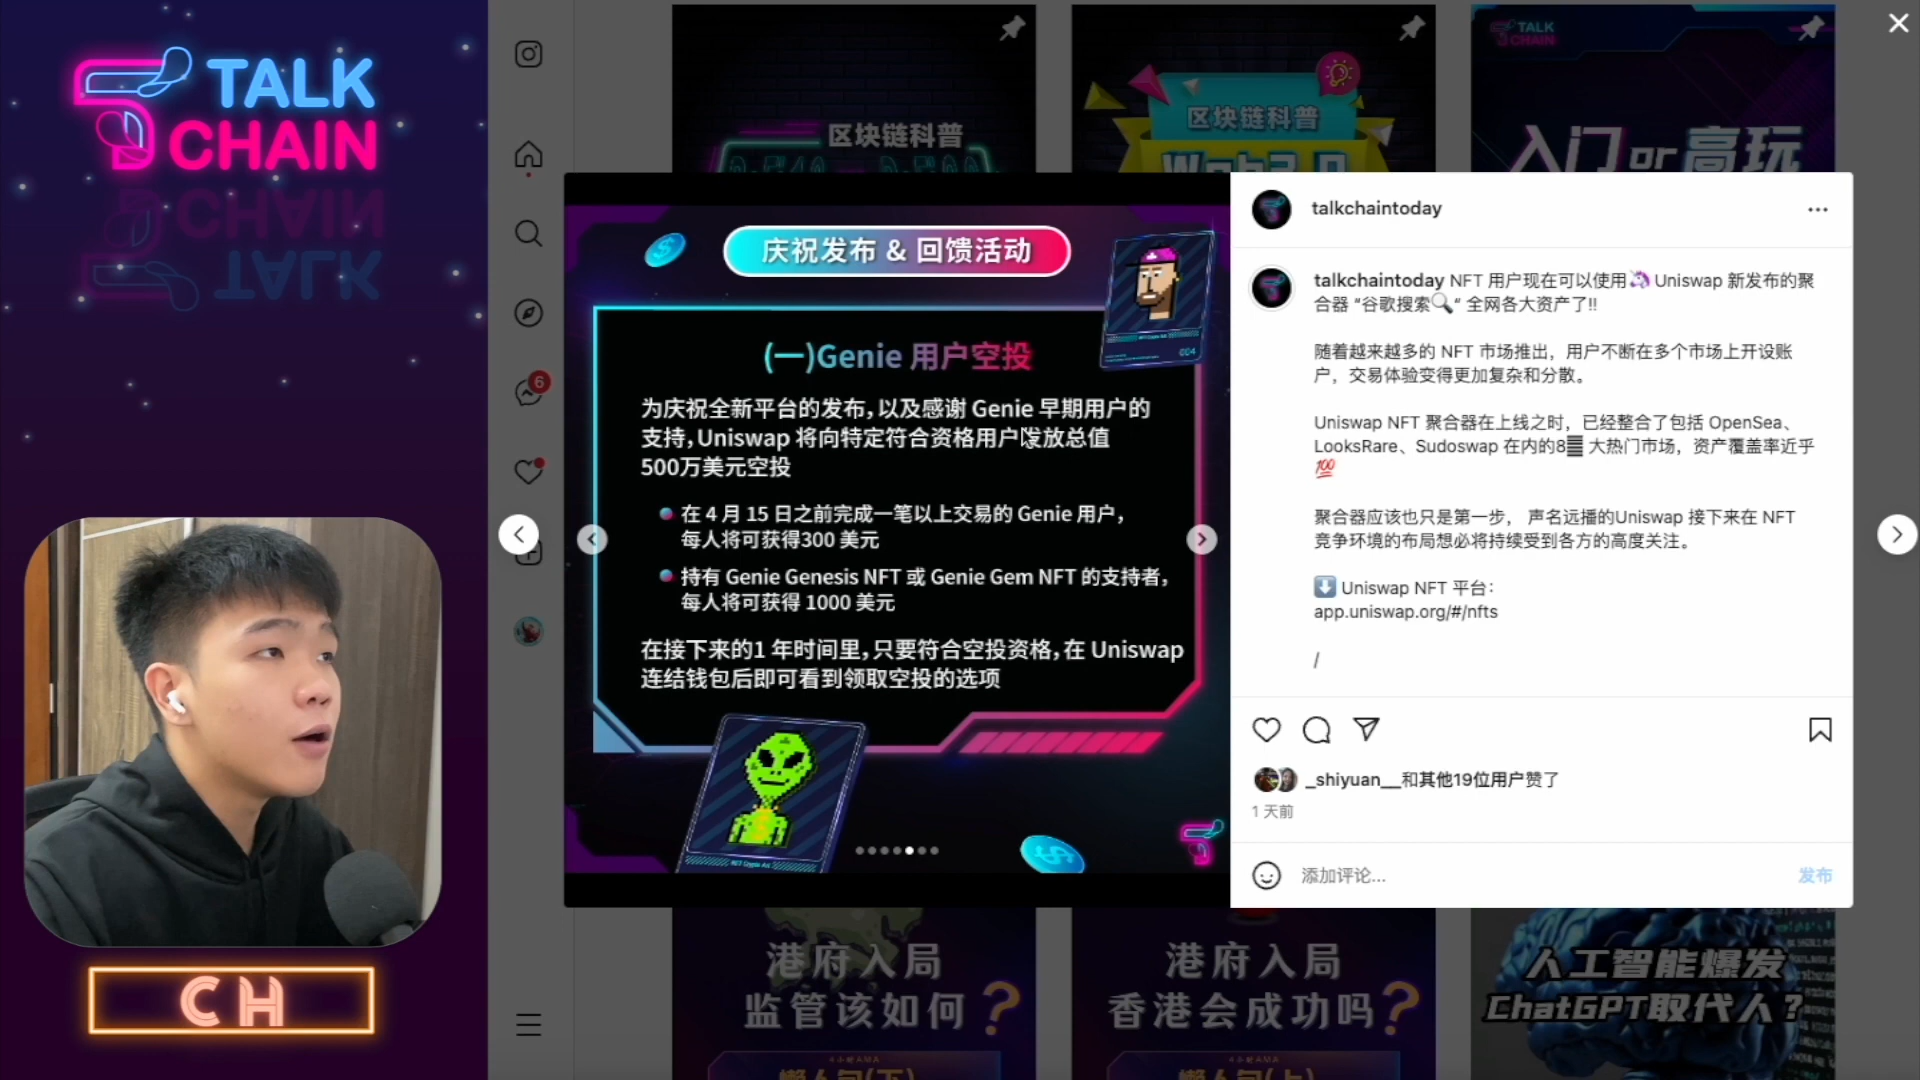 TALK
CHAIN
CH
6
区块链科普
区块链科普
Web3.0
TALK
CHAIN
入门 or 高玩
庆祝发布 & 回馈活动
004
(一)Genie 用户空投
为庆祝全新平台的发布，以及感谢 Genie 早期用户的
支持，Uniswap 将向特定符合资格用户发放总值
500万美元空投
在 4 月 15 日之前完成一笔以上交易的 Genie 用户，
每人将可获得300 美元
持有 Genie Genesis NFT 或 Genie Gem NFT 的支持者，
每人将可获得 1000 美元
在接下来的1 年时间里，只要符合空投资格，在 Uniswap
连结钱包后即可看到领取空投的选项
talkchaintoday
talkchaintoday NFT 用户现在可以使用🦄 Uniswap 新发布的聚
合器 “谷歌搜索🔍“ 全网各大资产了!!
随着越来越多的 NFT 市场推出，用户不断在多个市场上开设账
户，交易体验变得更加复杂和分散。
Uniswap NFT 聚合器在上线之时，已经整合了包括 OpenSea、
LooksRare、Sudoswap 在内的8 大热门市场，资产覆盖率近乎
💯
聚合器应该也只是第一步， 声名远播的Uniswap 接下来在 NFT
竞争环境的布局想必将持续受到各方的高度关注。
⬇️ Uniswap NFT 平台：
app.uniswap.org/#/nfts
/
_shiyuan__和其他19位用户赞了
1 天前
添加评论...
发布
港府入局
监管该如何？
懒人包(下)
港府入局
香港会成功吗？
懒人包(上)
人工智能爆发
ChatGPT取代人？